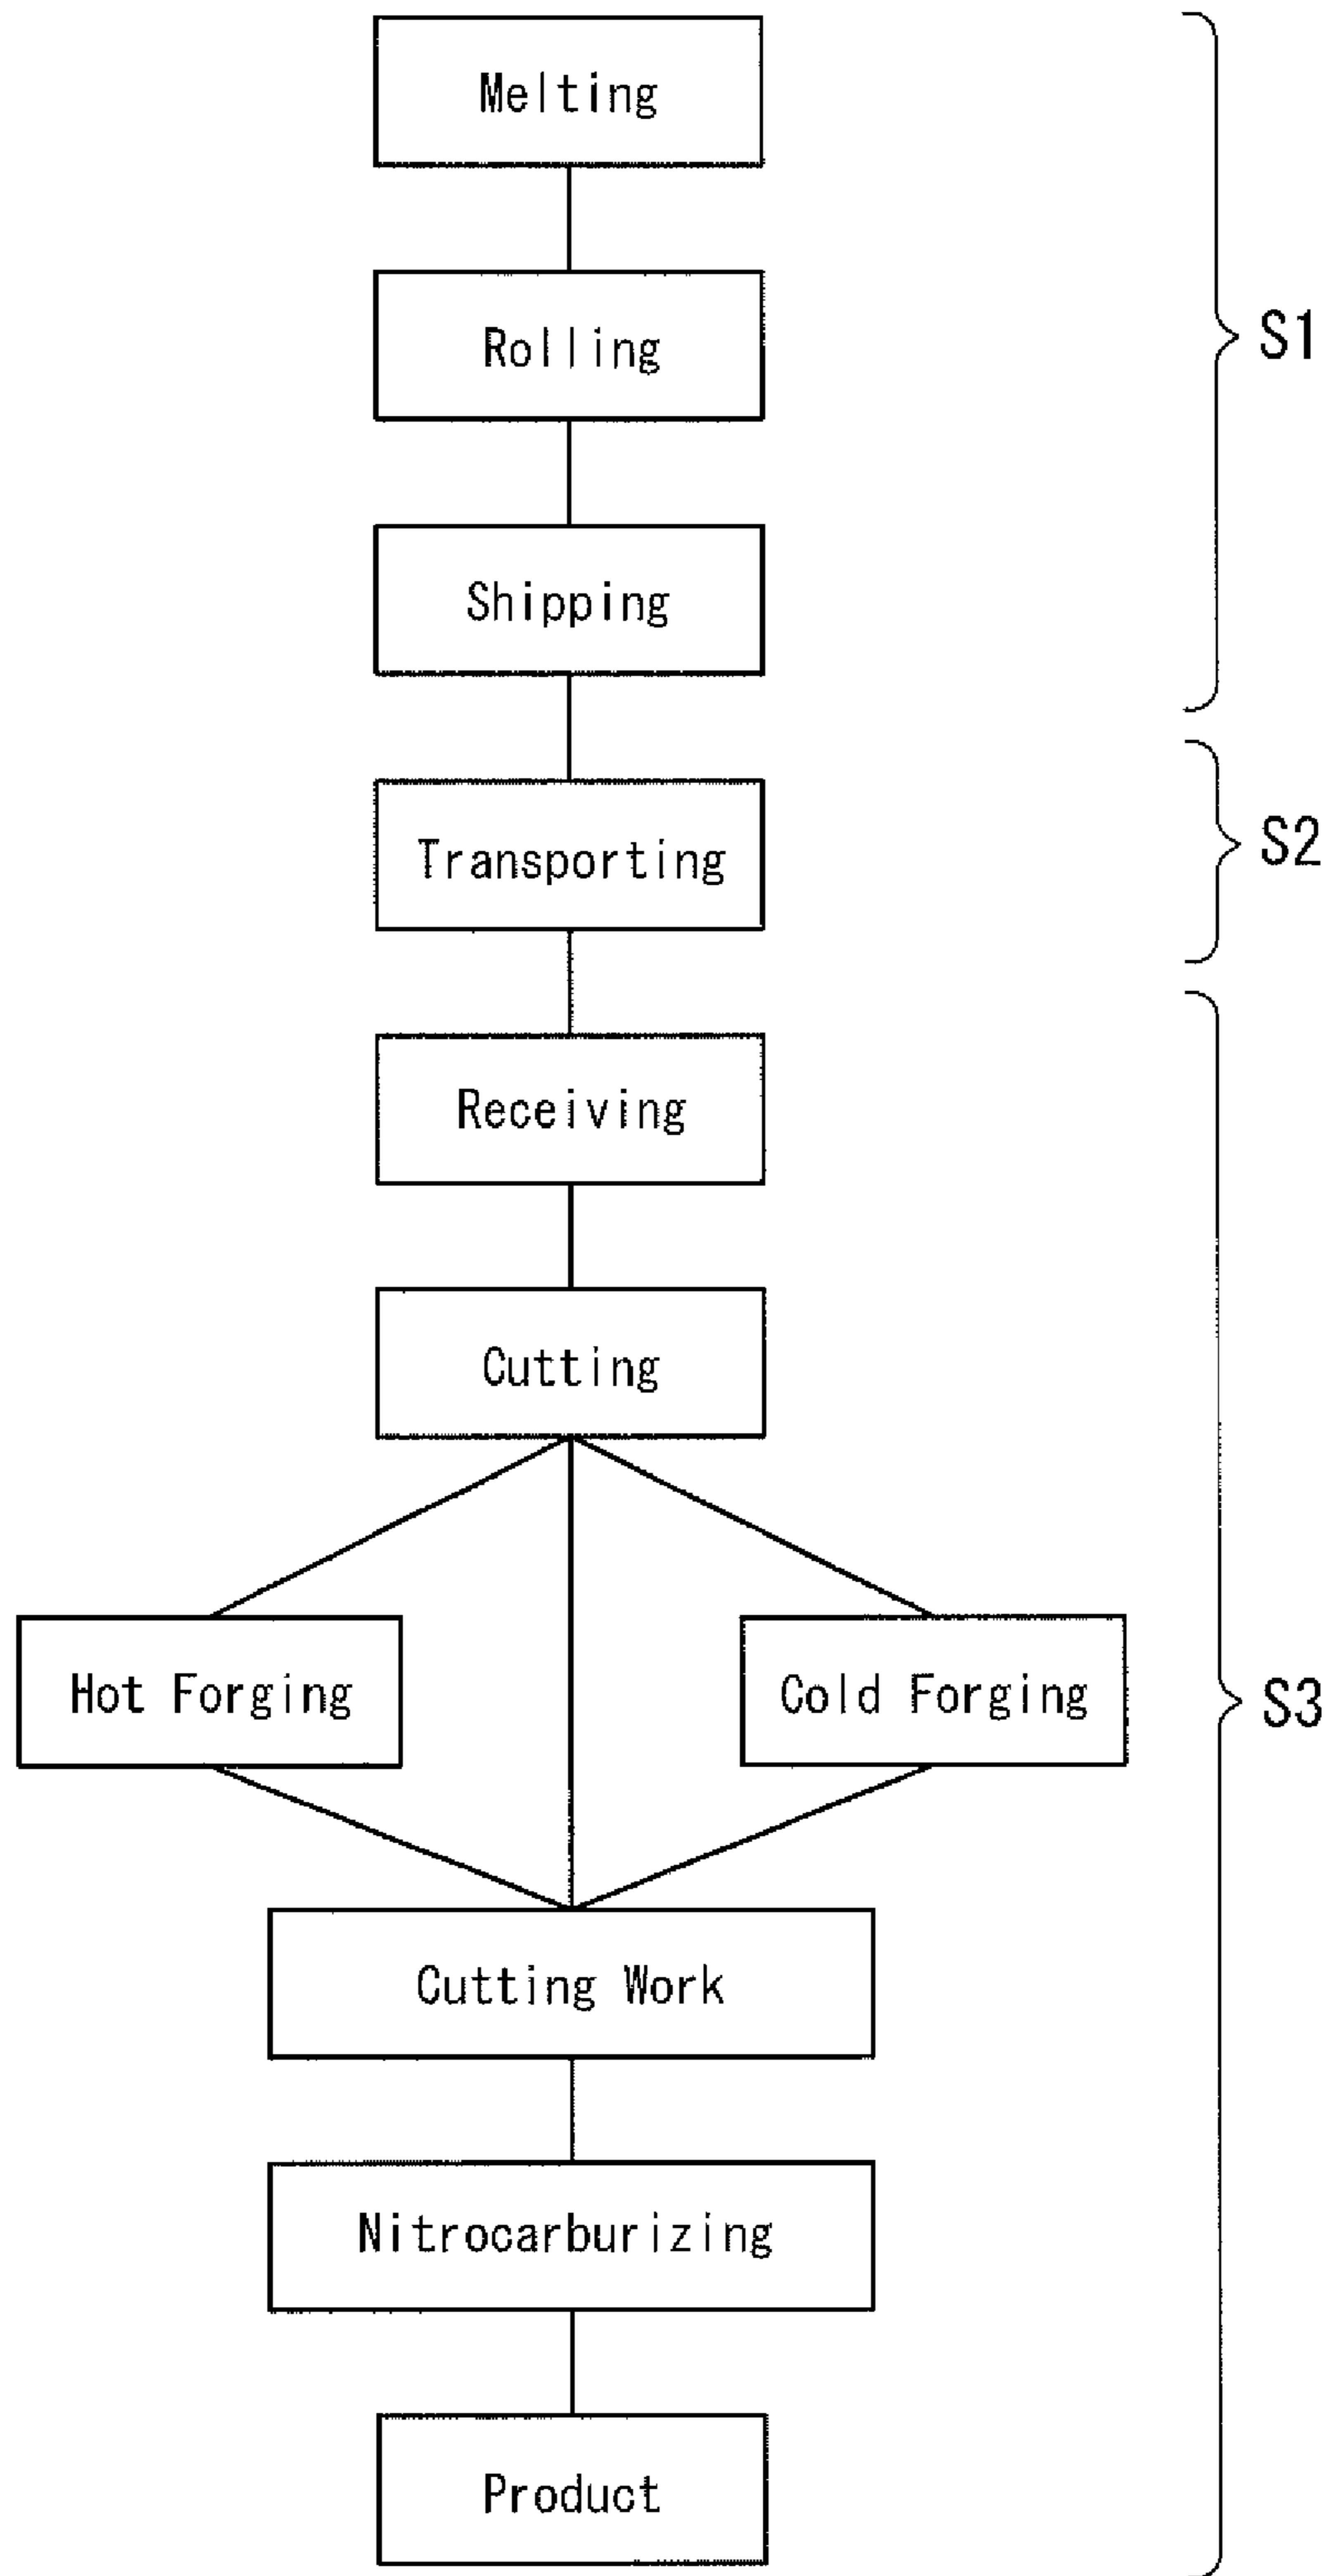 Melting
Rolling
S1
Shipping
Transporting
S2
Receiving
Cutting
Hot Forging
Cold Forging
S3
Cutting Work
Nitrocarburizing
Product